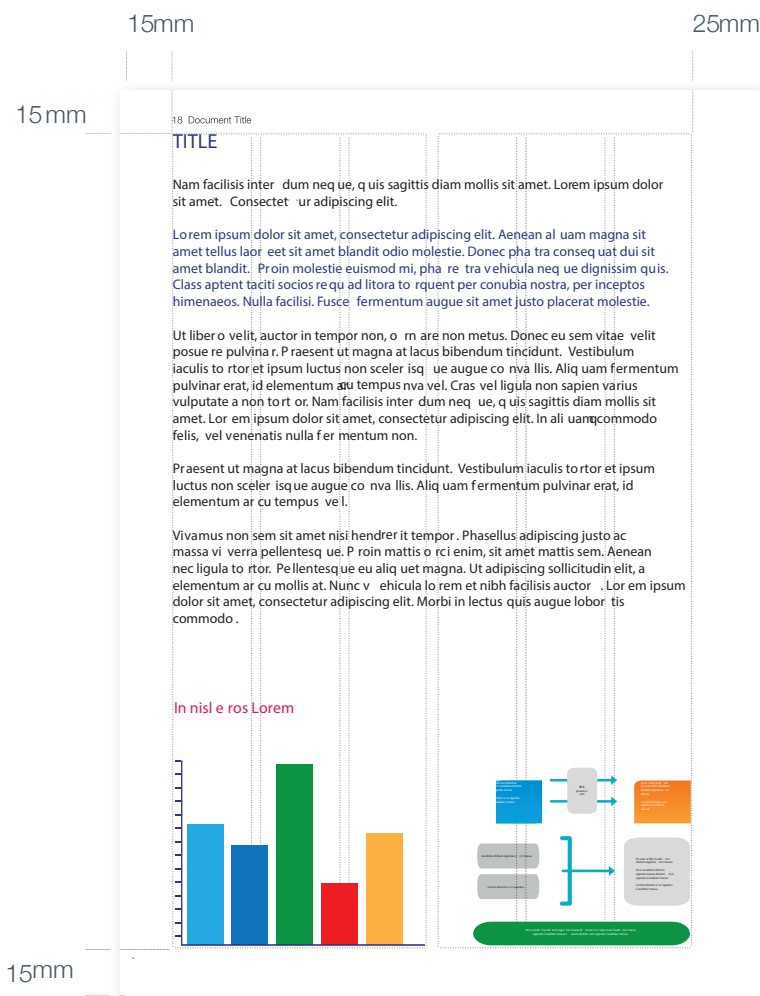 15mm
25mm
15mm
18 Document Title
TITLE
Nam facilisis inter dum neq ue, q uis sagittis diam mollis sit amet. Lorem ipsum dolor
sit amet. Consectet ur adipiscing elit.
Lorem ipsum dolor sit amet, consectetur adipiscing elit. Aenean al uam magna sit
amet tellus laor eet sit amet blandit odio molestie. Donec pha tra conseq uat dui sit
amet blandit. Proin molestie euismod mi, pha re tra vehicula neq ue dignissim quis.
Class aptent taciti socios requ ad litora to rquent per conubia nostra, per inceptos
himenaeos. Nulla facilisi. Fusce fermentum augue sit amet justo placerat molestie.
Ut liber o velit, auctor in tempor non, o rn are non metus. Donec eu sem vitae velit
posue re pulvina r. P raesent ut magna at lacus bibendum tincidunt. Vestibulum
iaculis to rtor et ipsum luctus non sceler isq ue augue co nva llis. Aliq uam fermentum
pulvinar erat, id elementum arcu tempus nva vel. Cras vel ligula non sapien varius
vulputate a non to rt or. Nam facilisis inter dum neq ue, q uis sagittis diam mollis sit
amet. Lor em ipsum dolor sit amet, consectetur adipiscing elit. In ali uamqcommodo
felis, vel venenatis nulla f er mentum non.
Praesent ut magna at lacus bibendum tincidunt. Vestibulum iaculis to rtor et ipsum
luctus non sceler isque augue co nva llis. Aliq uam fermentum pulvinar erat, id
elementum ar cu tempus ve l.
Vivamus non sem sit amet nisi hendrer it tempor . Phasellus adipiscing justo ac
massa vi verra pellentesq ue. P roin mattis o rci enim, sit amet mattis sem. Aenean
nec ligula to rtor. Pellentesq ue eu aliq uet magna. Ut adipiscing sollicitudin elit, a
elementum ar cu mollis at. Nunc v ehicula lo rem et nibh facilisis auctor . Lor em ipsum
dolor sit amet, consectetur adipiscing elit. Morbi in lectus quis augue lobor tis
commodo .
In nisl e ros Lorem
15mm